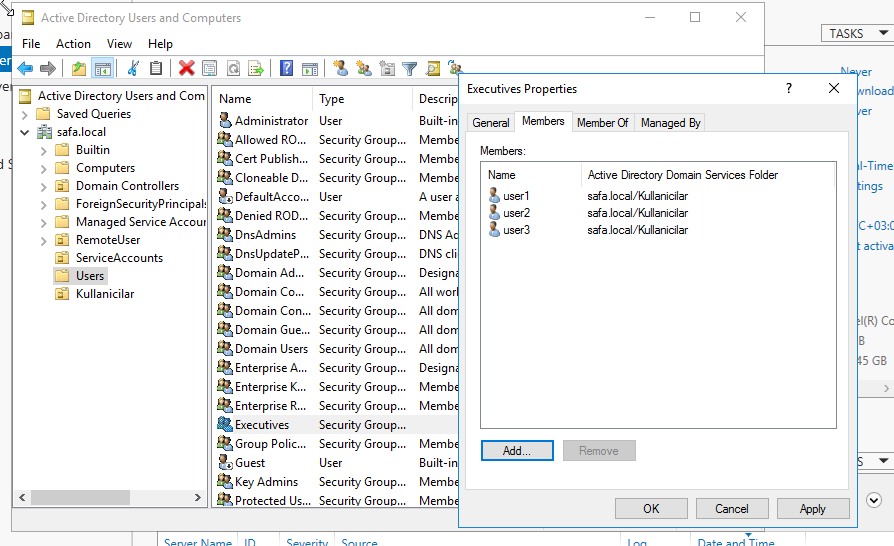 Active Directory Users and Computers
File Action View Help
Active Directory Users and Com
Saved Queries
safa.local
Builtin
Computers
Domain Controllers
ForeignSecurityPrincipals
Managed Service Accour
RemoteUser
ServiceAccounts
Users
Kullanicilar
Name Type Descrip
Administrator User Built-in
Allowed RO... Security Group... Membe
Cert Publish... Security Group... Membe
Cloneable D... Security Group... Membe
DefaultAcco... User A user a
Denied ROD... Security Group... Membe
DnsAdmins Security Group... DNS Ad
DnsUpdateP... Security Group... DNS cli
Domain Ad... Security Group... Designa
Domain Co... Security Group... All work
Domain Con... Security Group... All dom
Domain Gue... Security Group... All dom
Domain Users Security Group... All dom
Enterprise A... Security Group... Designa
Enterprise K... Security Group... Membe
Enterprise R... Security Group... Membe
Executives Security Group...
Group Polic... Security Group... Membe
Guest User Built-in
Key Admins Security Group... Membe
Protected Us... Security Group... Membe
Executives Properties ?
General Members Member Of Managed By
Members:
Name Active Directory Domain Services Folder
user1 safa.local/Kullanicilar
user2 safa.local/Kullanicilar
user3 safa.local/Kullanicilar
Add... Remove
OK Cancel Apply
TASKS
Never
ownload
ver
al-Time
ttings
C+03:0
t activa
el(R) Co
B
45 GB
S
Server Name ID Severity Source Log Date and Time